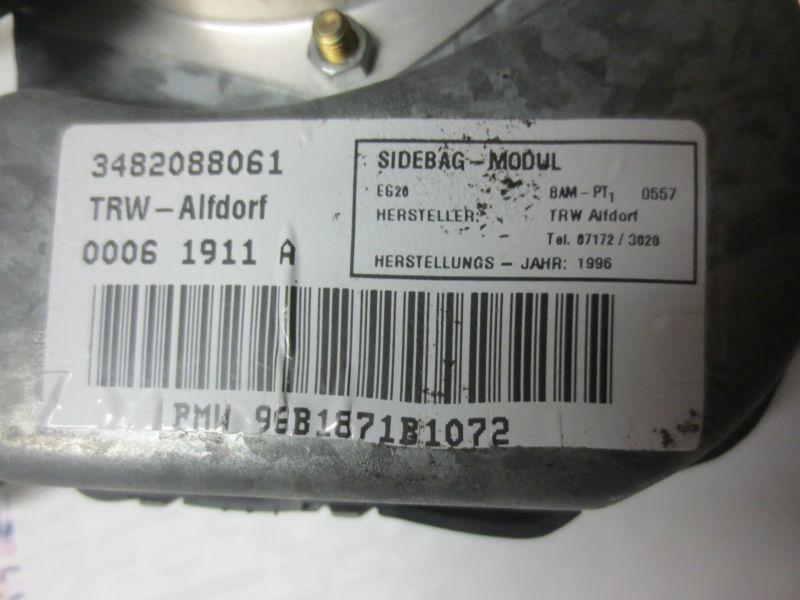 3482088061
TRW-Alfdorf
0006 1911 A
SIDEBAG-MODUL
EG20 BAM-PT1 0557
HERSTELLER: TRW Alfdorf
Tel. 07172 / 3020
HERSTELLUNGS - JAHR: 1996
BMW 96B1871B1072